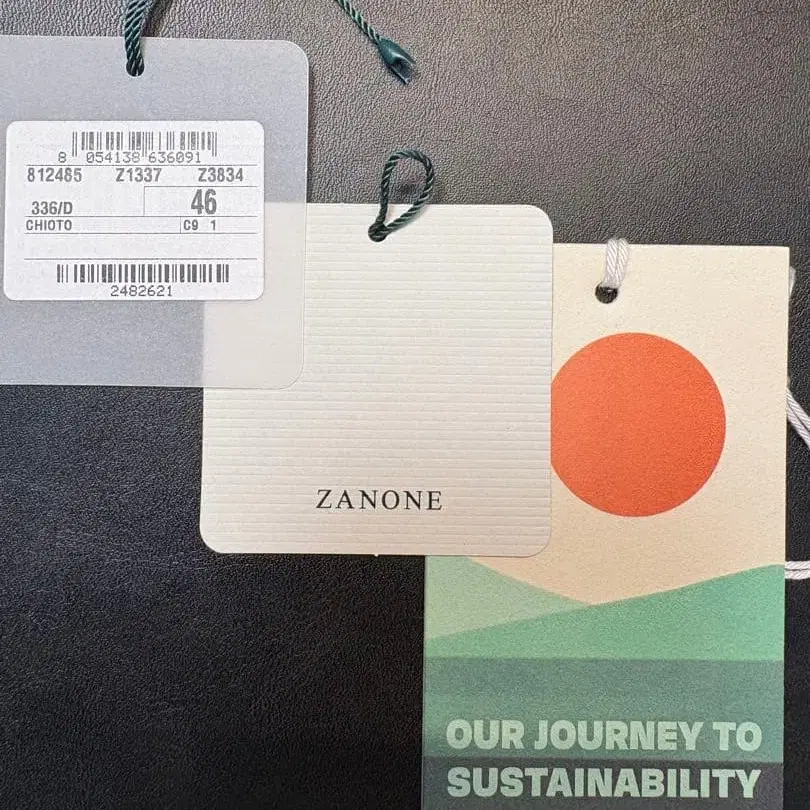 8 054138 636091
812485 Z1337 Z3834
336/D 46
CHIOTO C9 1
2482621
ZANONE
OUR JOURNEY TO
SUSTAINABILITY